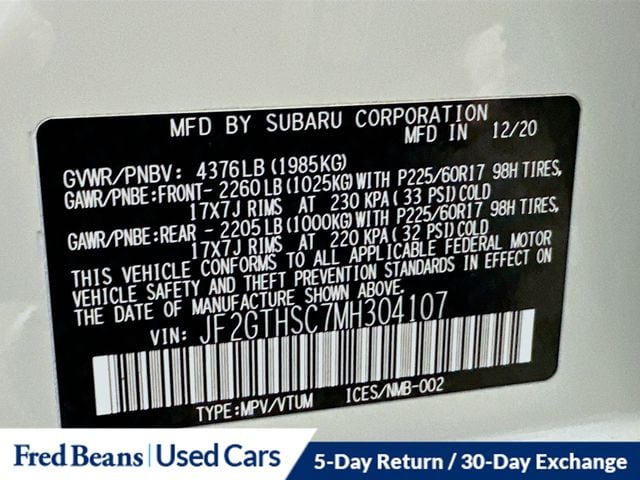 MFD BY SUBARU CORPORATION
MFD IN 12/20
GVWR/PNBV: 4376LB (1985KG)
GAWR/PNBE:FRONT- 2260LB(1025KG)WITH P225/60R17 98H TIRES,
17X7J RIMS AT 230 KPA(33 PSI)COLD
GAWR/PNBE:REAR - 2205LB(1000KG)WITH P225/60R17 98H TIRES,
17X7J RIMS AT 220 KPA(32 PSI)COLD
THIS VEHICLE CONFORMS TO ALL APPLICABLE FEDERAL MOTOR
VEHICLE SAFETY AND THEFT PREVENTION STANDARDS IN EFFECT ON
THE DATE OF MANUFACTURE SHOWN ABOVE.
VIN: JF2GTHSC7MH304107
TYPE:MPV/VTUM ICES/NMB-002
Fred Beans | Used Cars 5-Day Return / 30-Day Exchange